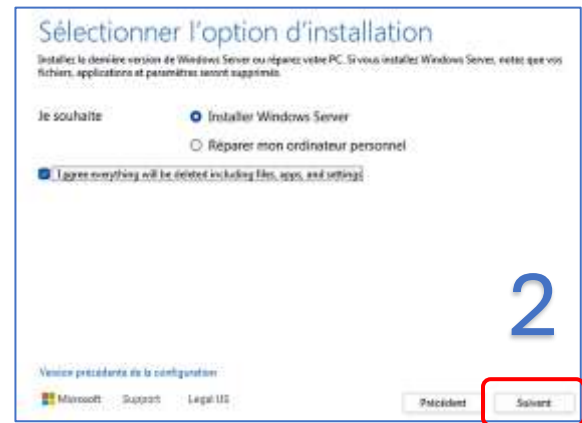 Sélectionner l'option d'installation
Installez la dernière version de Windows Server ou réparez votre PC. Si vous installez Windows Server, notez que vos
fichiers, applications et paramètres seront supprimés.
Je souhaite
Installer Windows Server
Réparer mon ordinateur personnel
I agree everything will be deleted including files, apps, and settings
2
Version précédente de la configuration
Microsoft Support Legal US
Précédent Suivant